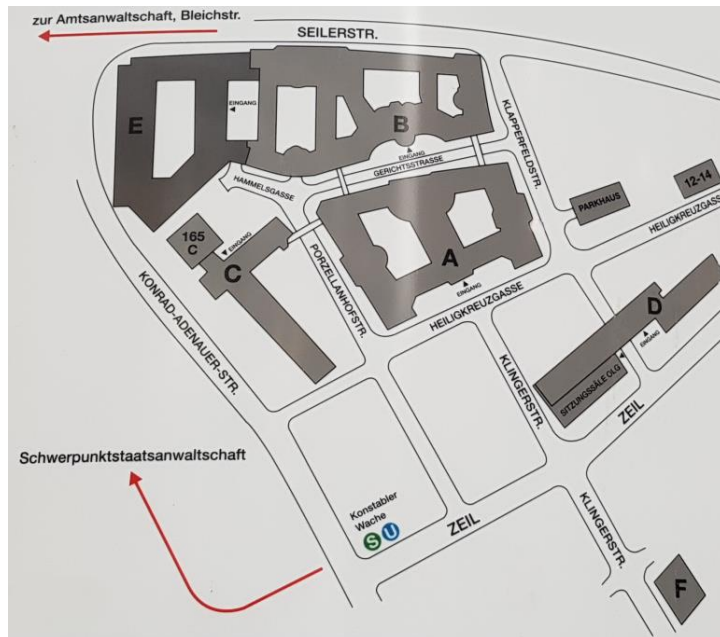 zur Amtsanwaltschaft, Bleichstr.
SEILERSTR.
E
EINGANG
B
EINGANG
GERICHTSSTRASSE
KLAPPERFELDSTR.
HAMMELSGASSE
PARKHAUS
12-14
HEILIGKREUZGASSE
165
C
EINGANG
C
PORZELLANHOFSTR.
A
EINGANG
HEILIGKREUZGASSE
KONRAD-ADENAUER-STR.
D
EINGANG
KLINGERSTR.
SITZUNGSSÄLE OLG
ZEIL
Schwerpunktstaatsanwaltschaft
Konstabler
Wache
S U
ZEIL
KLINGERSTR.
F